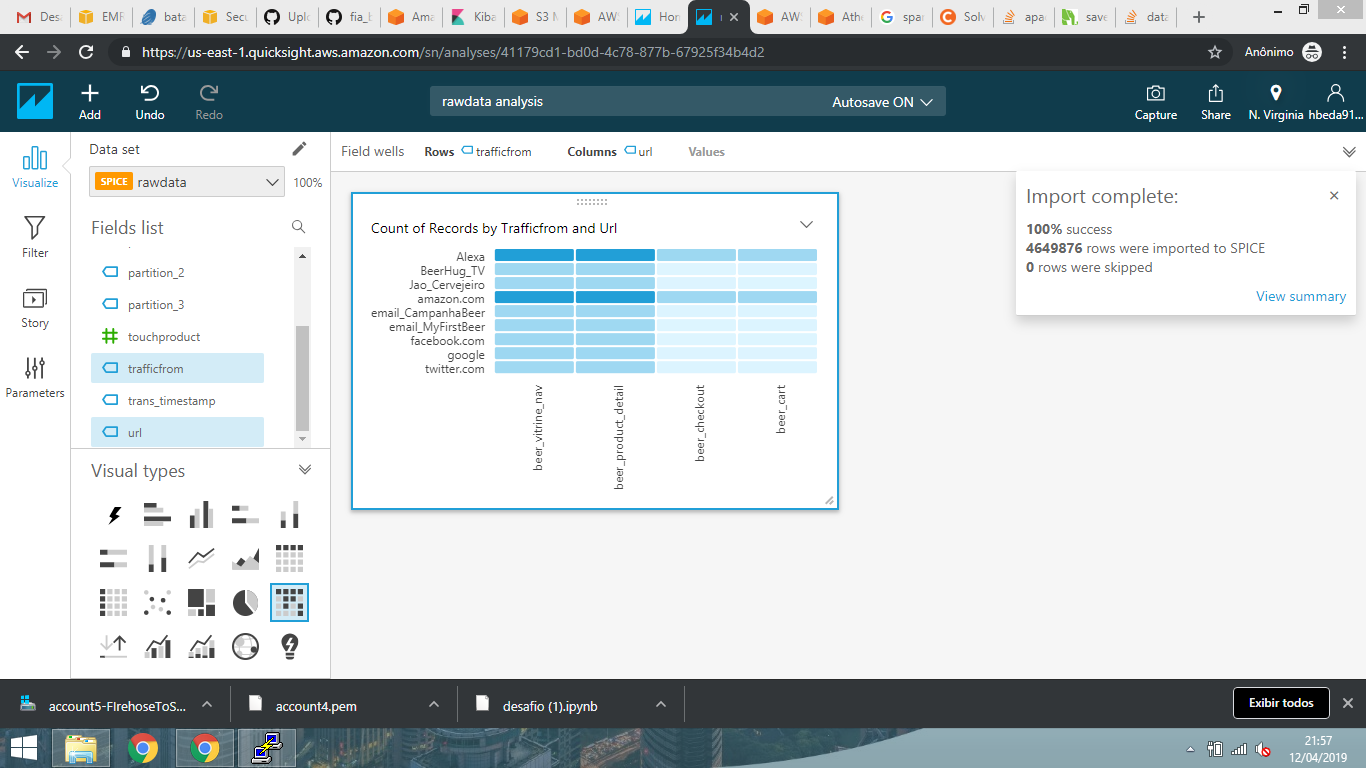 Desa
EMR
bata
Secu
Uplo
fia_b
Ama
Kiba
S3 M
AWS
Hon
AWS
Athe
spar
Solv
apac
save
data
https://us-east-1.quicksight.aws.amazon.com/sn/analyses/41179cd1-bd0d-4c78-877b-67925f34b4d2
Anônimo
Add
Undo
Redo
rawdata analysis
Autosave ON
Capture
Share
N. Virginia
hbeda91...
Visualize
Filter
Story
Parameters
Data set
SPICE rawdata
100%
Fields list
partition_2
partition_3
touchproduct
trafficfrom
trans_timestamp
url
Visual types
Field wells
Rows trafficfrom
Columns url
Values
Count of Records by Trafficfrom and Url
Alexa
BeerHug_TV
Jao_Cervejeiro
amazon.com
email_CampanhaBeer
email_MyFirstBeer
facebook.com
google
twitter.com
beer_vitrine_nav
beer_product_detail
beer_checkout
beer_cart
Import complete:
100% success
4649876 rows were imported to SPICE
0 rows were skipped
View summary
account5-FIrehoseToS...
account4.pem
desafio (1).ipynb
Exibir todos
21:57
12/04/2019